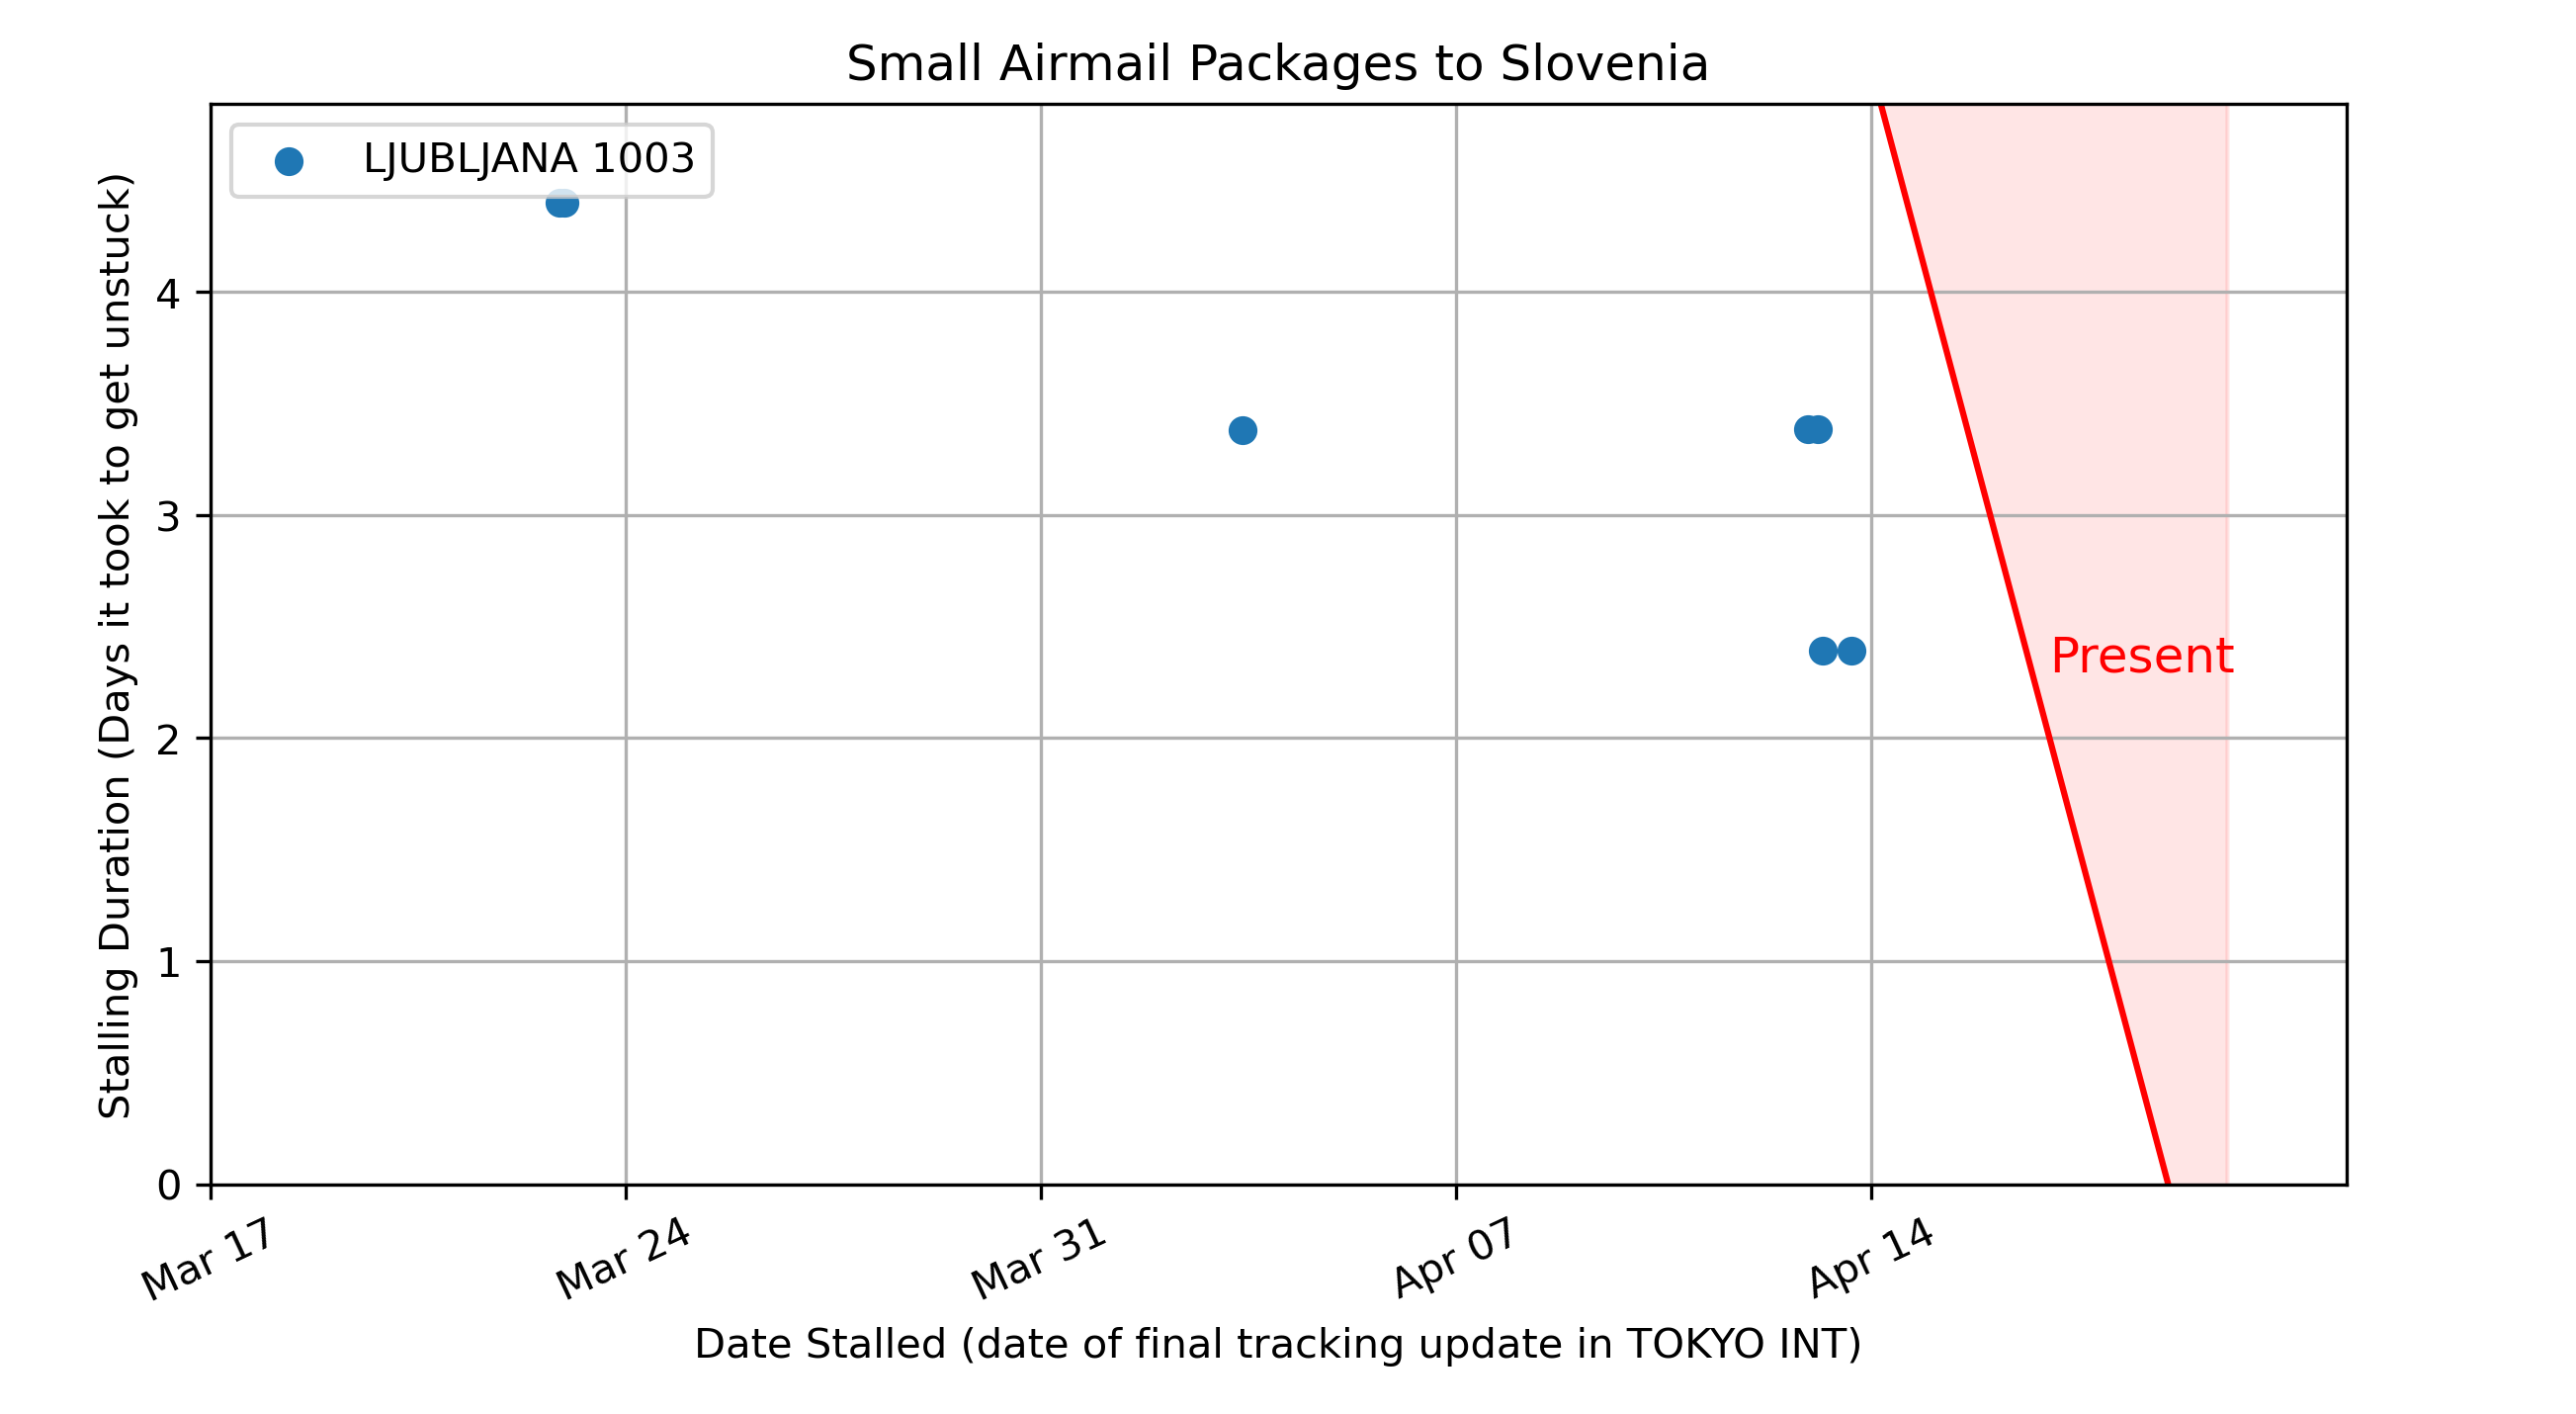 Small Airmail Packages to Slovenia
LJUBLJANA 1003
Stalling Duration (Days it took to get unstuck)
4
3
2
1
0
Present
Mar 17
Mar 24
Mar 31
Apr 07
Apr 14
Date Stalled (date of final tracking update in TOKYO INT)